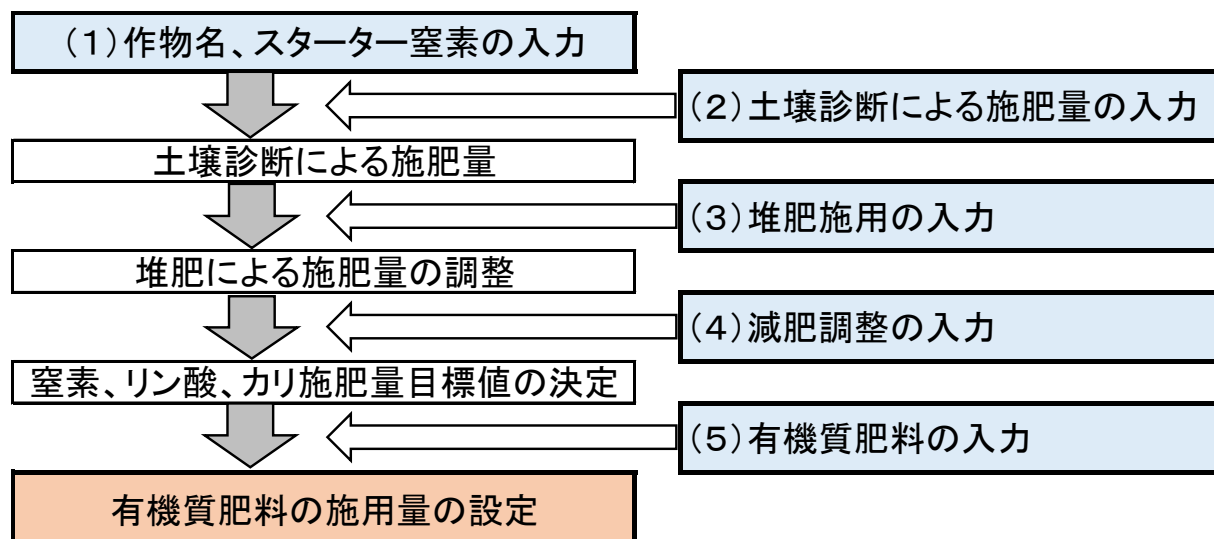 (1)作物名、スターター窒素の入力
(2)土壌診断による施肥量の入力
土壌診断による施肥量
(3)堆肥施用の入力
堆肥による施肥量の調整
(4)減肥調整の入力
窒素、リン酸、カリ施肥量目標値の決定
(5)有機質肥料の入力
有機質肥料の施用量の設定